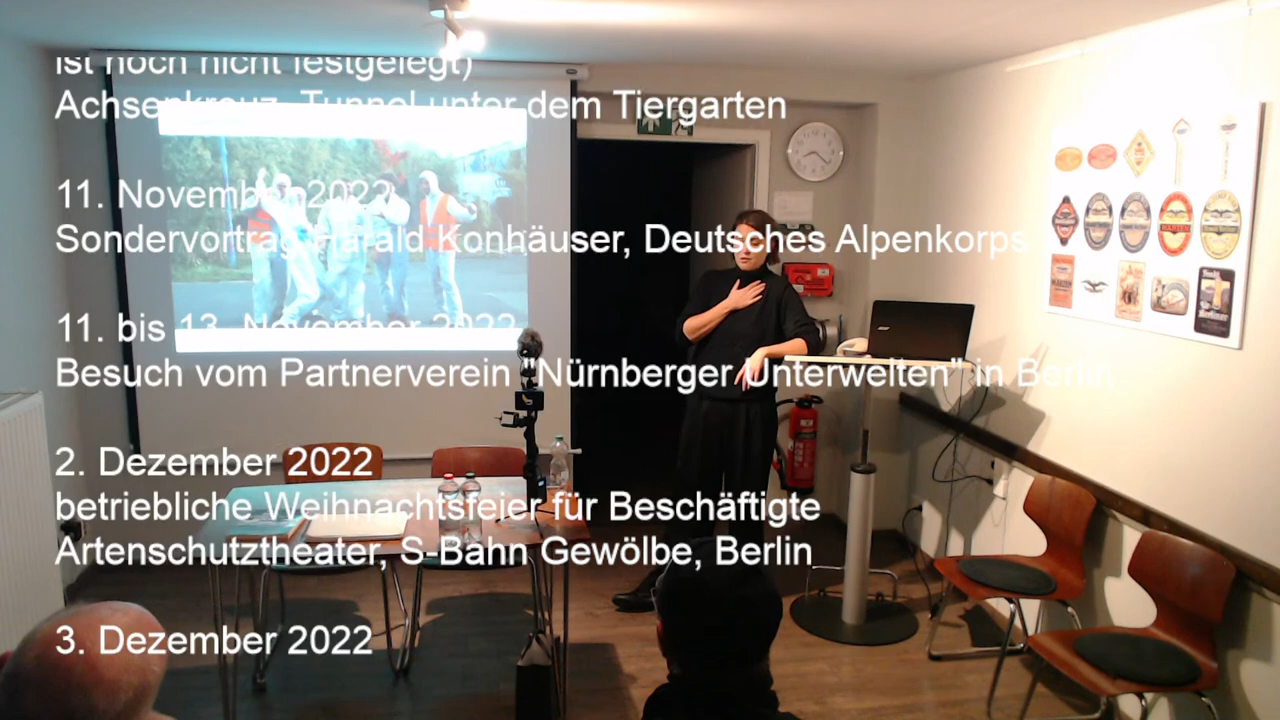 ist noch nicht festgelegt)
Achsenkreuz, Tunnel unter dem Tiergarten
11. November 2022
Sondervortrag Harald Konhäuser, Deutsches Alpenkorps
11. bis 13. November 2022
Besuch vom Partnerverein "Nürnberger Unterwelten" in Berlin
2. Dezember 2022
betriebliche Weihnachtsfeier für Beschäftigte
Artenschutztheater, S-Bahn Gewölbe, Berlin
3. Dezember 2022